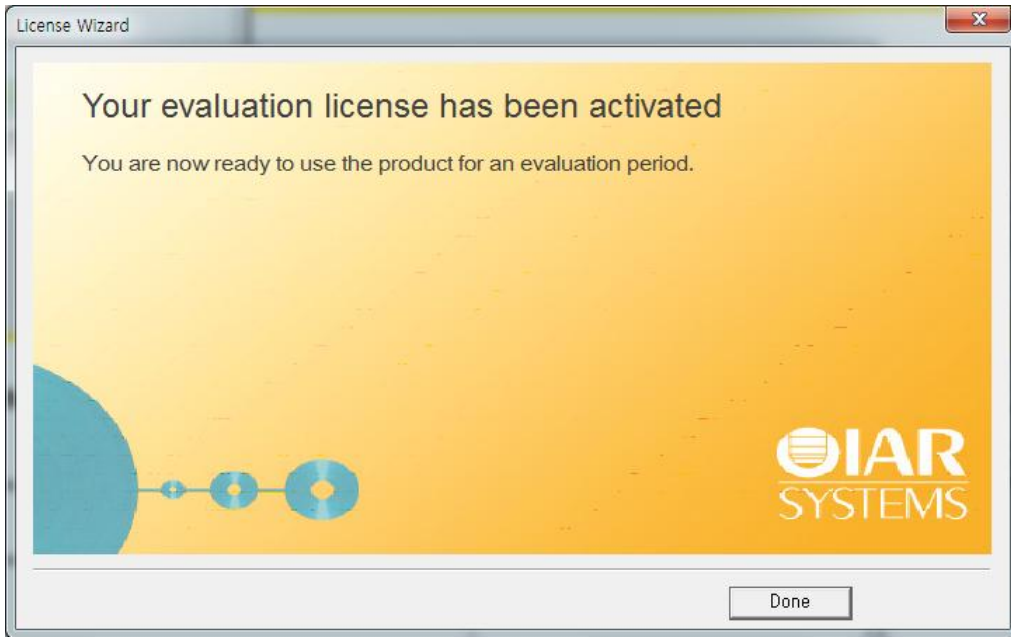 License Wizard
Your evaluation license has been activated
You are now ready to use the product for an evaluation period.
IAR
SYSTEMS
Done